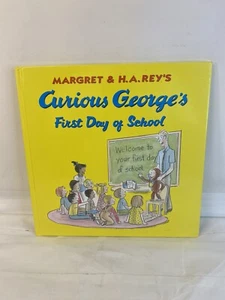 MARGRET & H.A.REY'S
Curious George's
First Day of School
Welcome to
your first day
of school